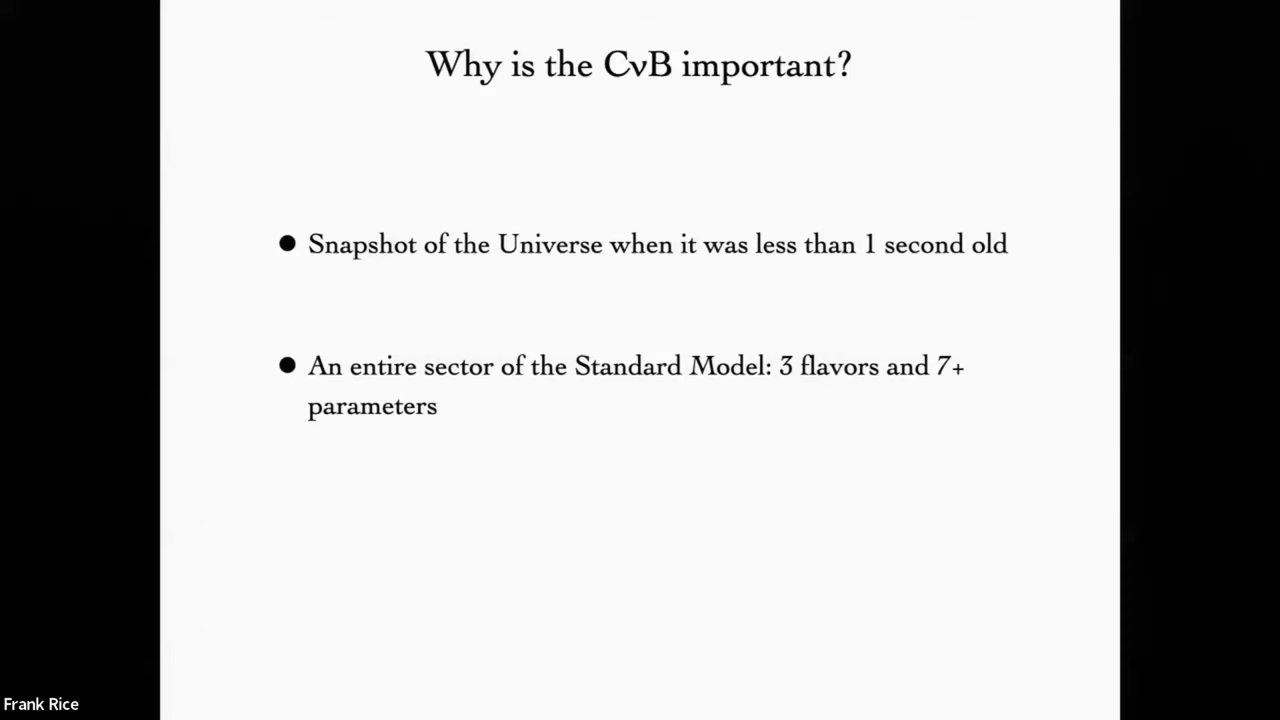 Why is the CνB important?
● Snapshot of the Universe when it was less than 1 second old
● An entire sector of the Standard Model: 3 flavors and 7+
parameters
Frank Rice